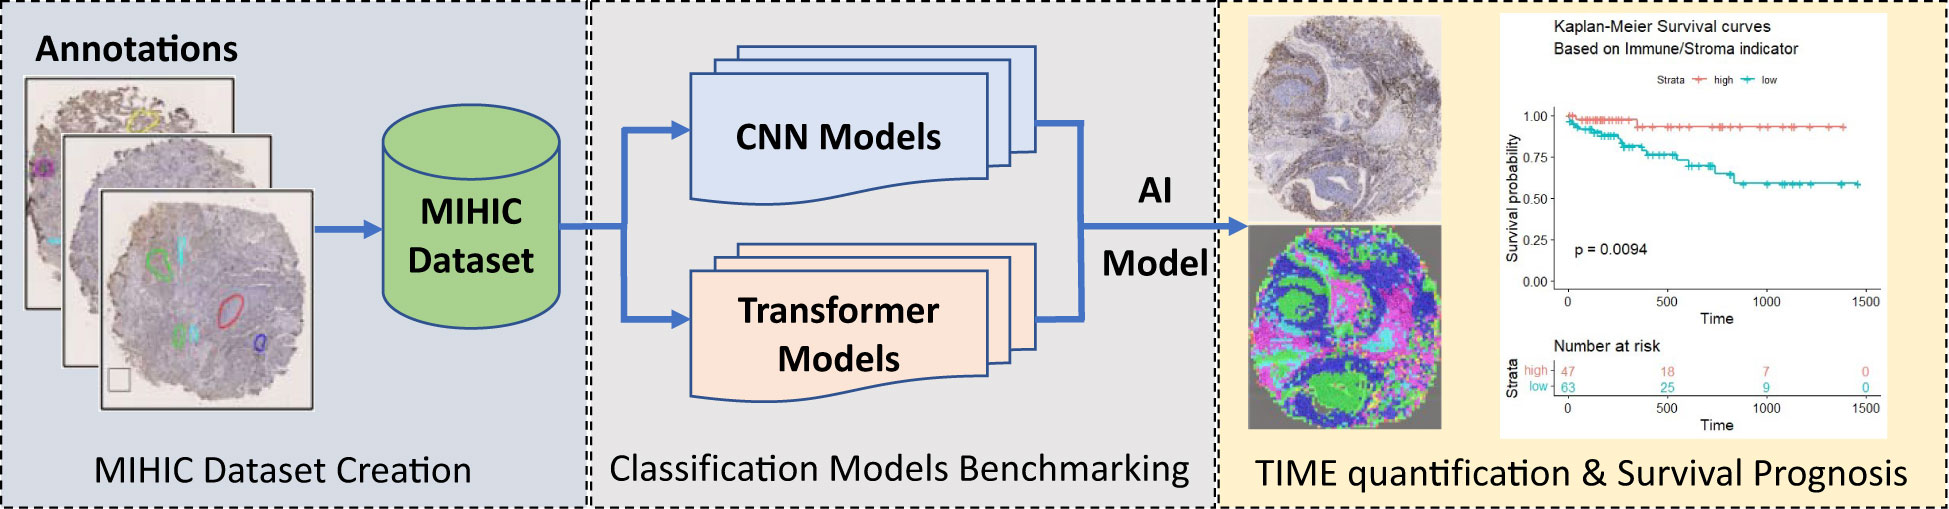 Annotations
MIHIC
Dataset
MIHIC Dataset Creation
CNN Models
Transformer
Models
AI
Model
Classification Models Benchmarking
Kaplan-Meier Survival curves
Based on Immune/Stroma indicator
Strata high low
Survival probability
1.00
0.75
0.50
0.25
0.00
p = 0.0094
0 500 1000 1500
Time
Number at risk
Strata
high 47 18 7 0
low 63 25 9 0
0 500 1000 1500
Time
TIME quantification & Survival Prognosis